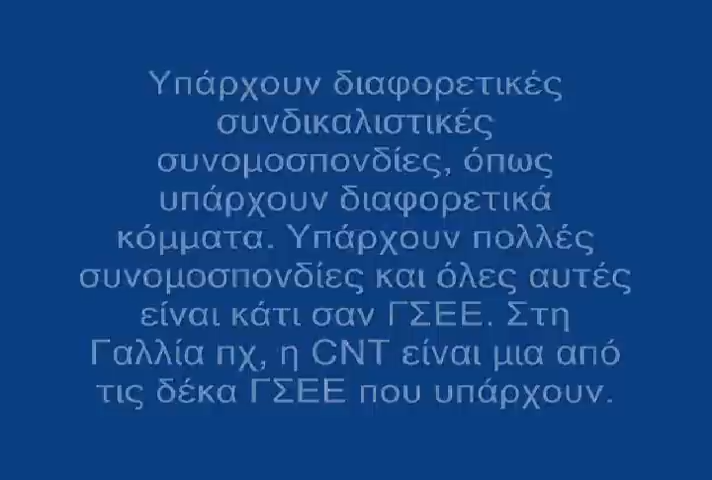 Υπάρχουν διαφορετικές
συνδικαλιστικές
συνομοσπονδίες, όπως
υπάρχουν διαφορετικά
κόμματα. Υπάρχουν πολλές
συνομοσπονδίες και όλες αυτές
είναι κάτι σαν ΓΣΕΕ. Στη
Γαλλία πχ, η CNT είναι μια από
τις δέκα ΓΣΕΕ που υπάρχουν.